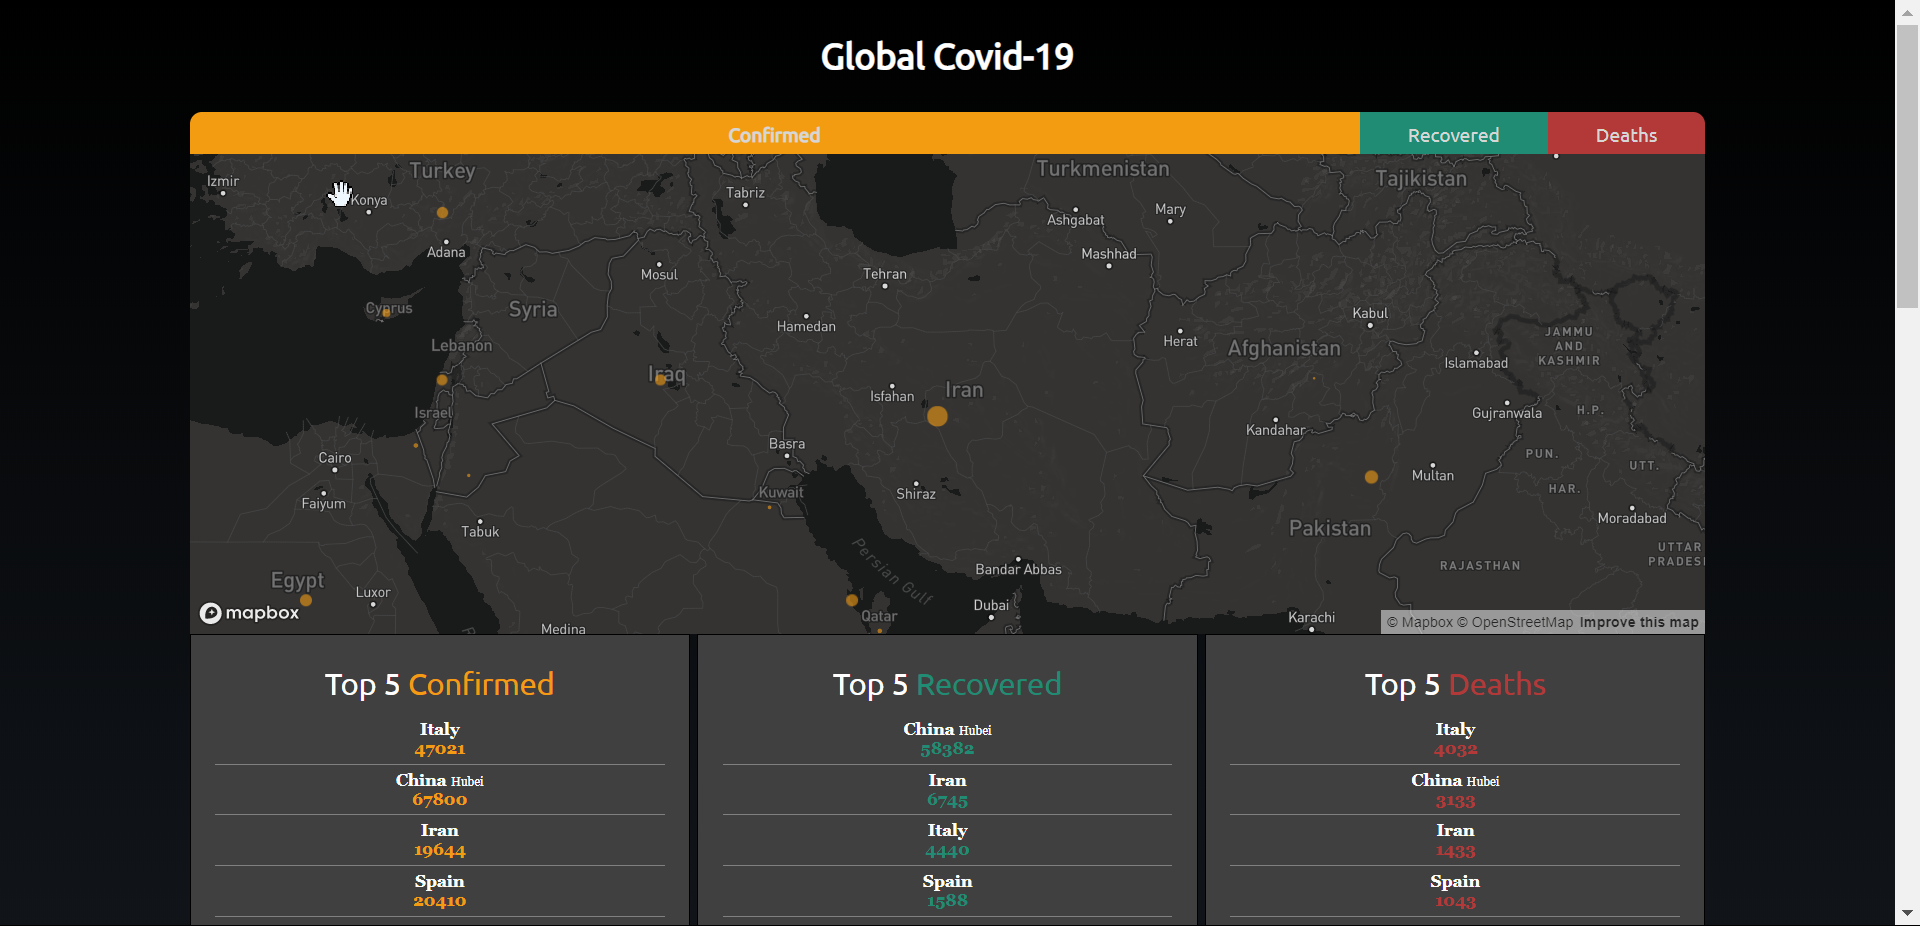 Global Covid-19
Confirmed
Recovered
Deaths
Turkey
Turkmenistan
Tajikistan
Izmir
Konya
Tabriz
Ashgabat
Mary
Adana
Mosul
Tehran
Mashhad
Cyprus
Syria
Hamedan
Kabul
Lebanon
Herat
Afghanistan
JAMMU
AND
KASHMIR
Islamabad
Iraq
Isfahan
Iran
Israel
Gujranwala
H.P.
Kandahar
Basra
Cairo
PUN.
UTT.
Multan
Kuwait
Shiraz
HAR.
Faiyum
Tabuk
Pakistan
Moradabad
Persian Gulf
UTTAR
PRADES
RAJASTHAN
Bandar Abbas
Egypt
Luxor
Dubai
Qatar
Karachi
Medina
mapbox
© Mapbox © OpenStreetMap Improve this map
Top 5 Confirmed
Italy
47021
China Hubei
67800
Iran
19644
Spain
20410
Top 5 Recovered
China Hubei
58382
Iran
6745
Italy
4440
Spain
1588
Top 5 Deaths
Italy
4032
China Hubei
3133
Iran
1433
Spain
1043